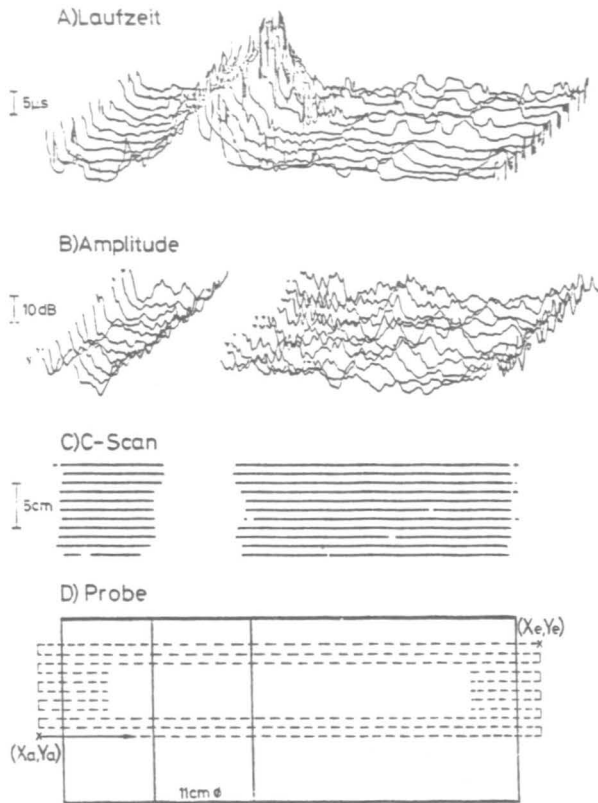 A)Laufzeit
5µs
B)Amplitude
10dB
C)C-Scan
5cm
D) Probe
(Xe,Ye)
(Xa,Ya)
11cm ø